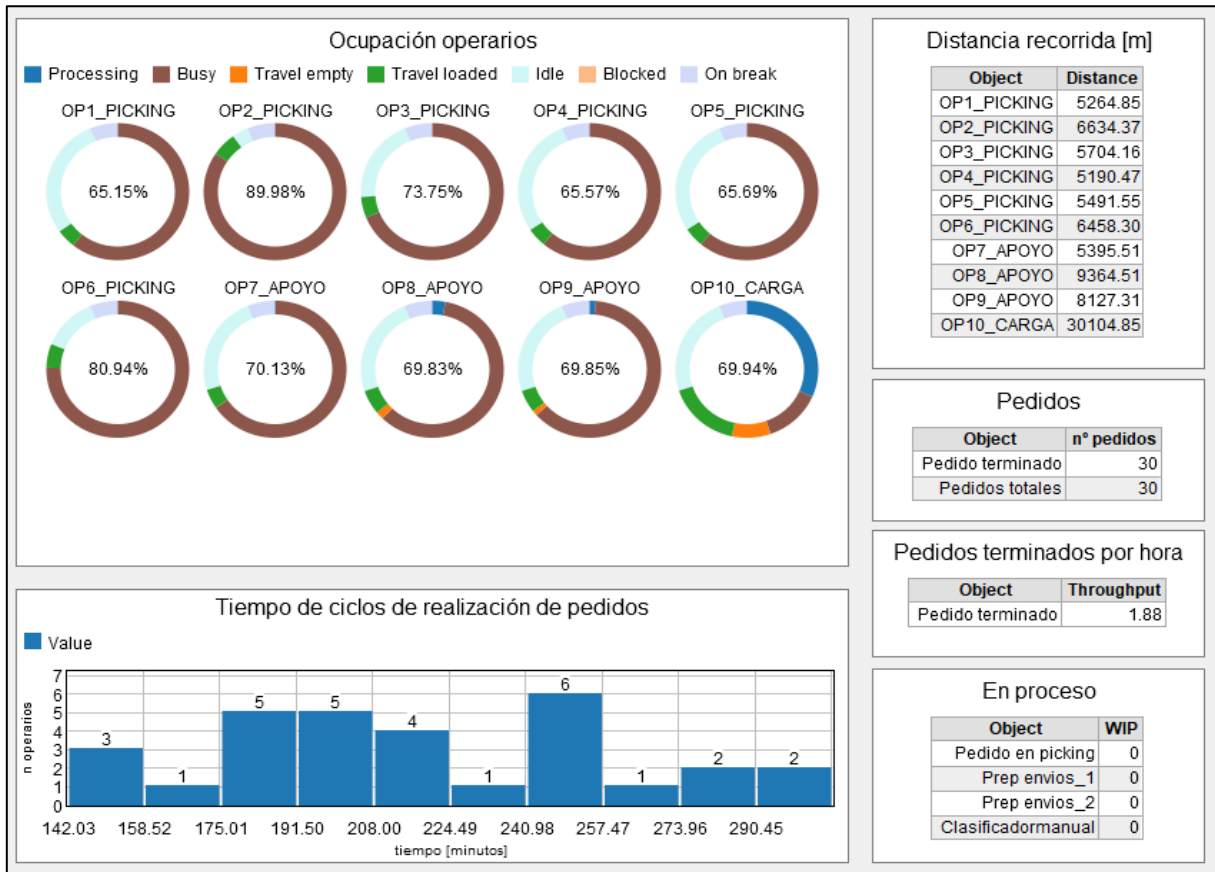 Ocupación operarios
Processing Busy Travel empty Travel loaded Idle Blocked On break
OP1_PICKING OP2_PICKING OP3_PICKING OP4_PICKING OP5_PICKING
65.15% 89.98% 73.75% 65.57% 65.69%
OP6_PICKING OP7_APOYO OP8_APOYO OP9_APOYO OP10_CARGA
80.94% 70.13% 69.83% 69.85% 69.94%
Tiempo de ciclos de realización de pedidos
Value
n operarios
7
6
5
4
3
2
1
0
3 1 5 5 4 1 6 1 2 2
142.03 158.52 175.01 191.50 208.00 224.49 240.98 257.47 273.96 290.45
tiempo [minutos]
Distancia recorrida [m]
Object Distance
OP1_PICKING 5264.85
OP2_PICKING 6634.37
OP3_PICKING 5704.16
OP4_PICKING 5190.47
OP5_PICKING 5491.55
OP6_PICKING 6458.30
OP7_APOYO 5395.51
OP8_APOYO 9364.51
OP9_APOYO 8127.31
OP10_CARGA 30104.85
Pedidos
Object nº pedidos
Pedido terminado 30
Pedidos totales 30
Pedidos terminados por hora
Object Throughput
Pedido terminado 1.88
En proceso
Object WIP
Pedido en picking 0
Prep envios_1 0
Prep envios_2 0
Clasificadormanual 0